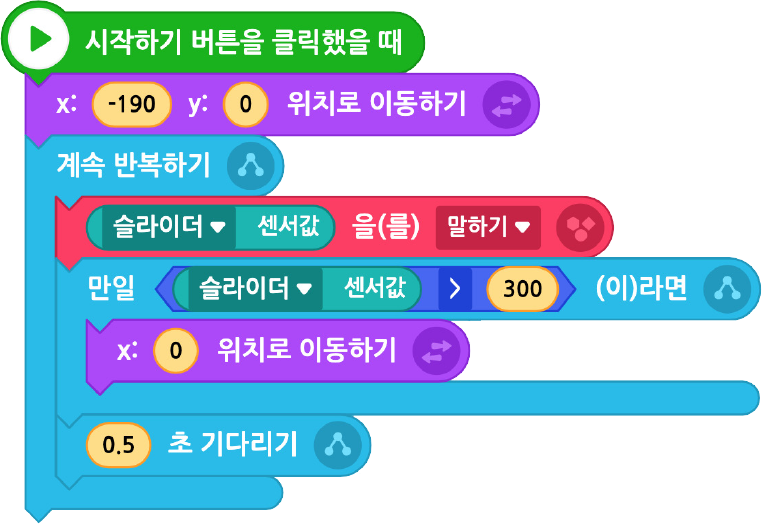 시작하기 버튼을 클릭했을 때
x: -190 y: 0 위치로 이동하기
계속 반복하기
슬라이더 센서값 을(를) 말하기
만일 슬라이더 센서값 > 300 (이)라면
x: 0 위치로 이동하기
0.5 초 기다리기